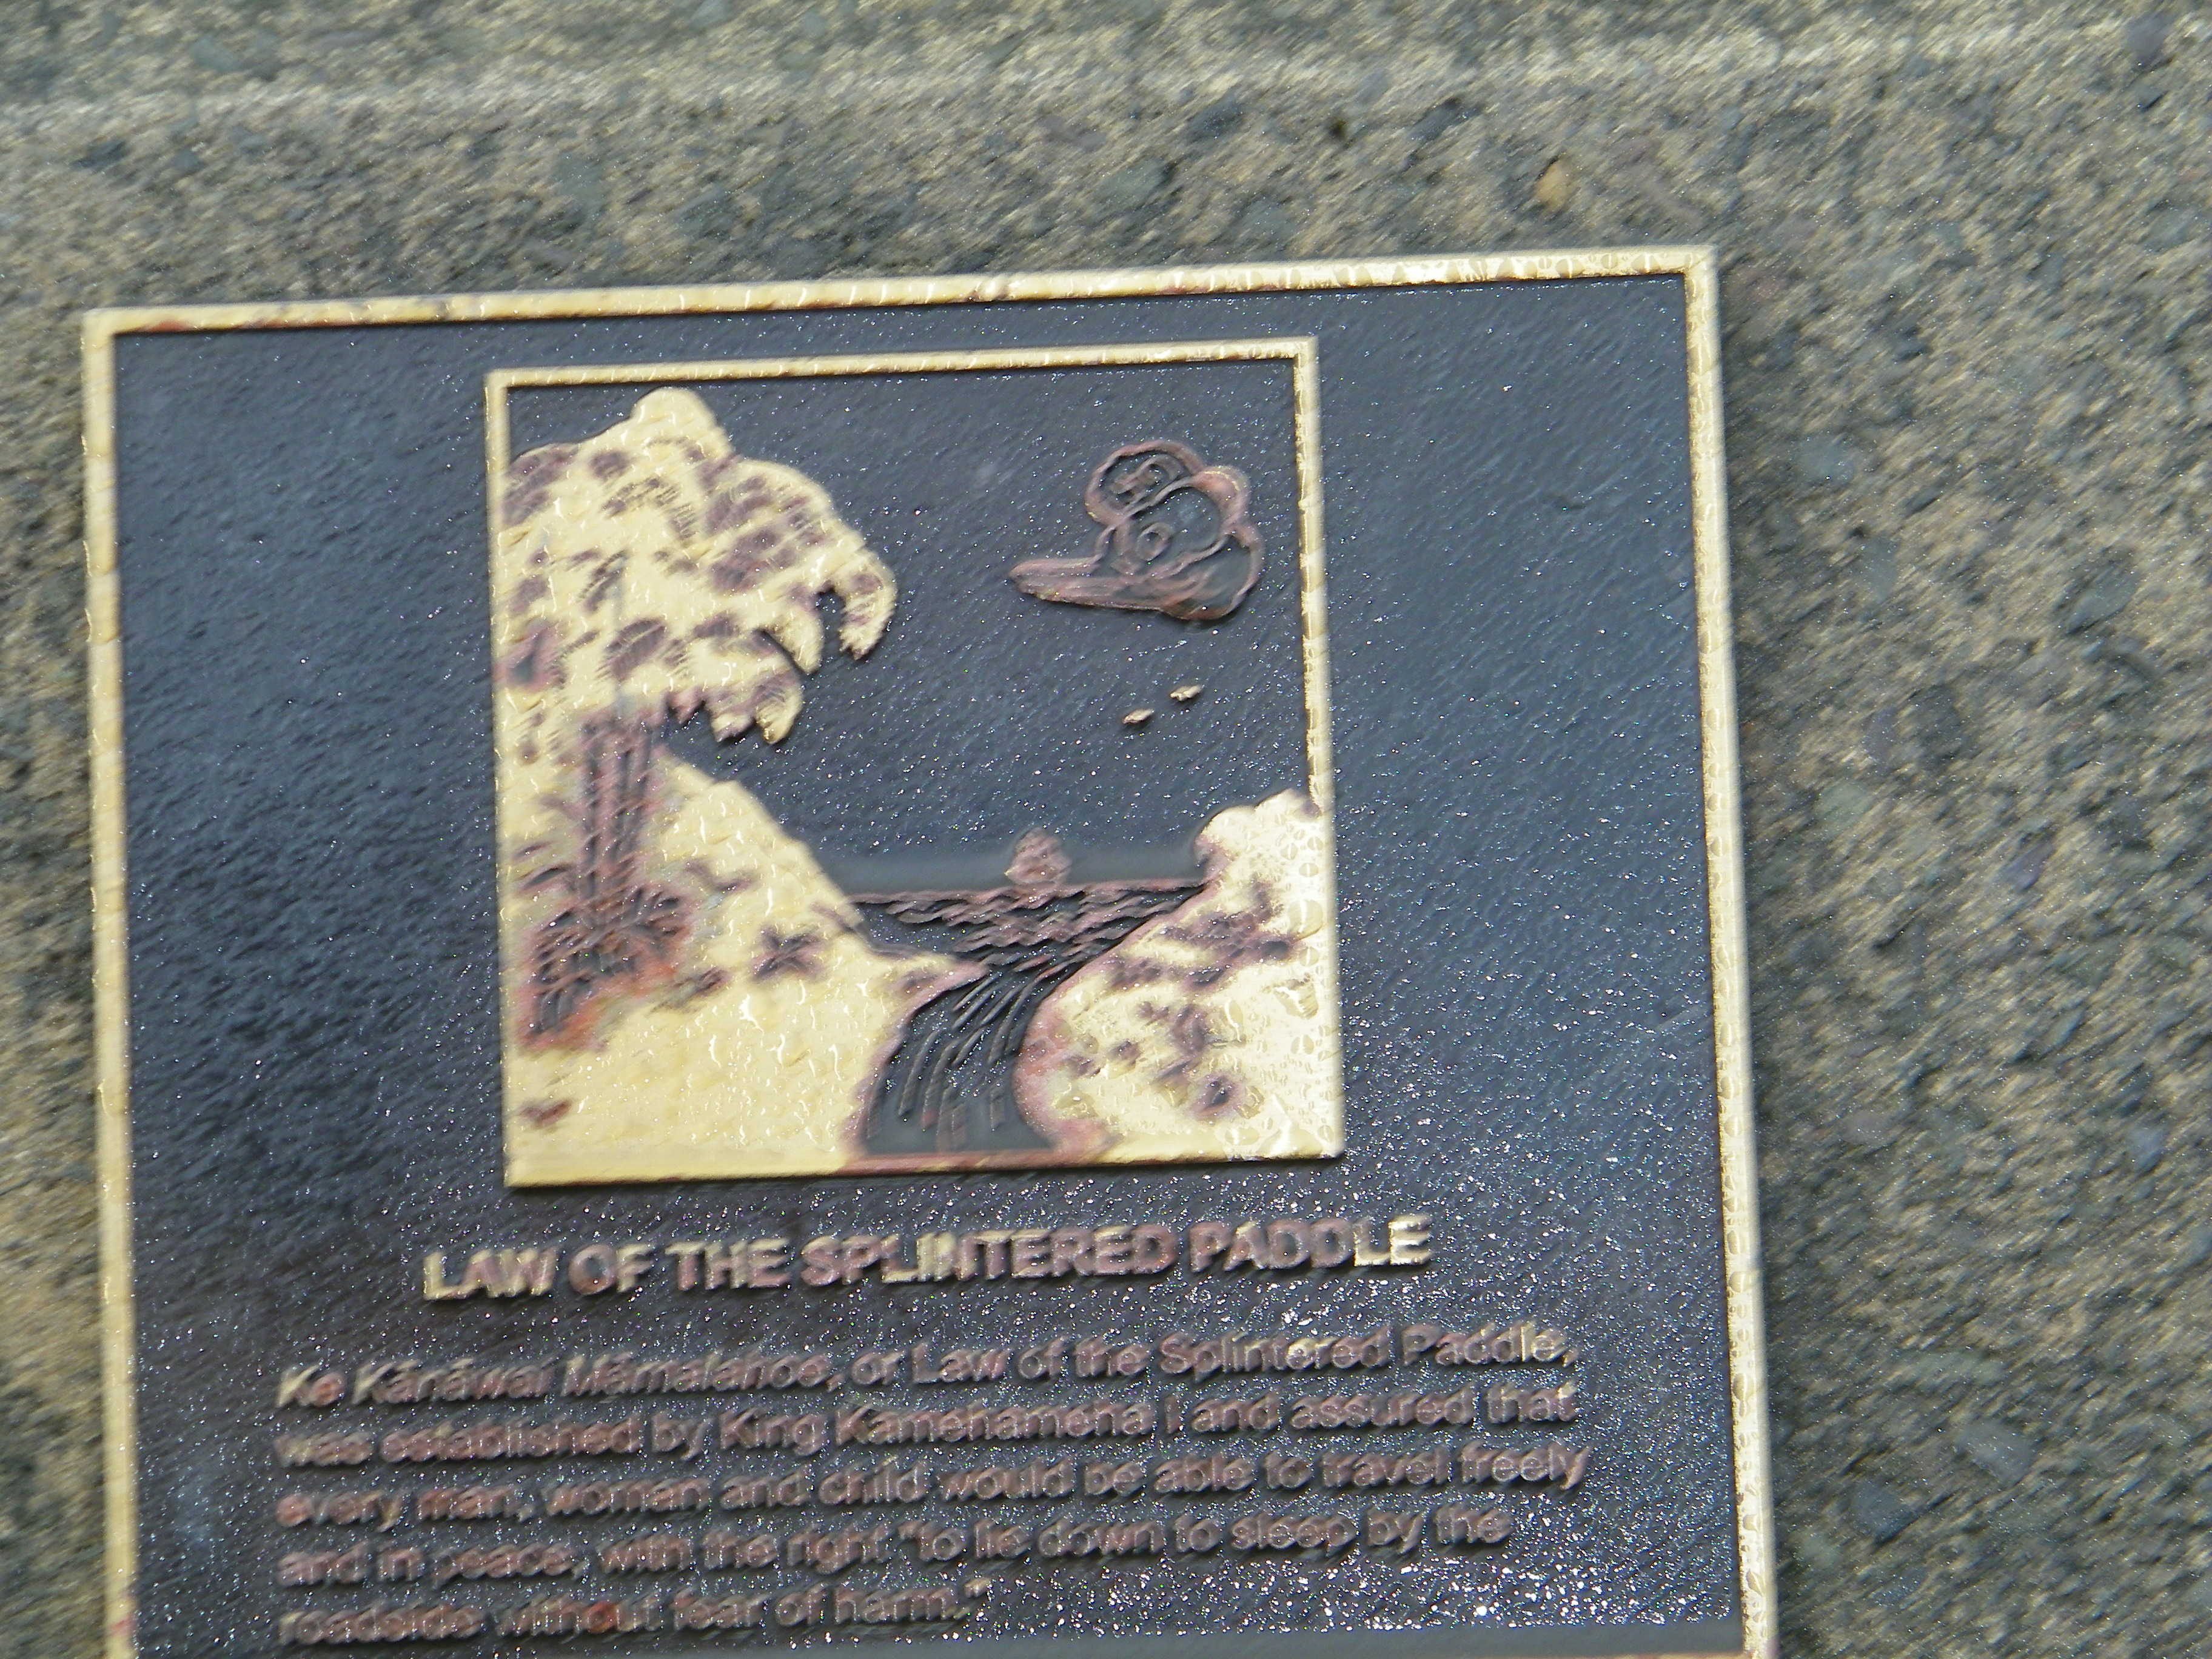 LAW OF THE SPLINTERED PADDLE
Ke Kānāwai Māmalahoe, or Law of the Splintered Paddle,
was established by King Kamehameha I and assured that
every man, woman and child would be able to travel freely
and in peace, with the right "to lie down to sleep by the
roadside without fear of harm."